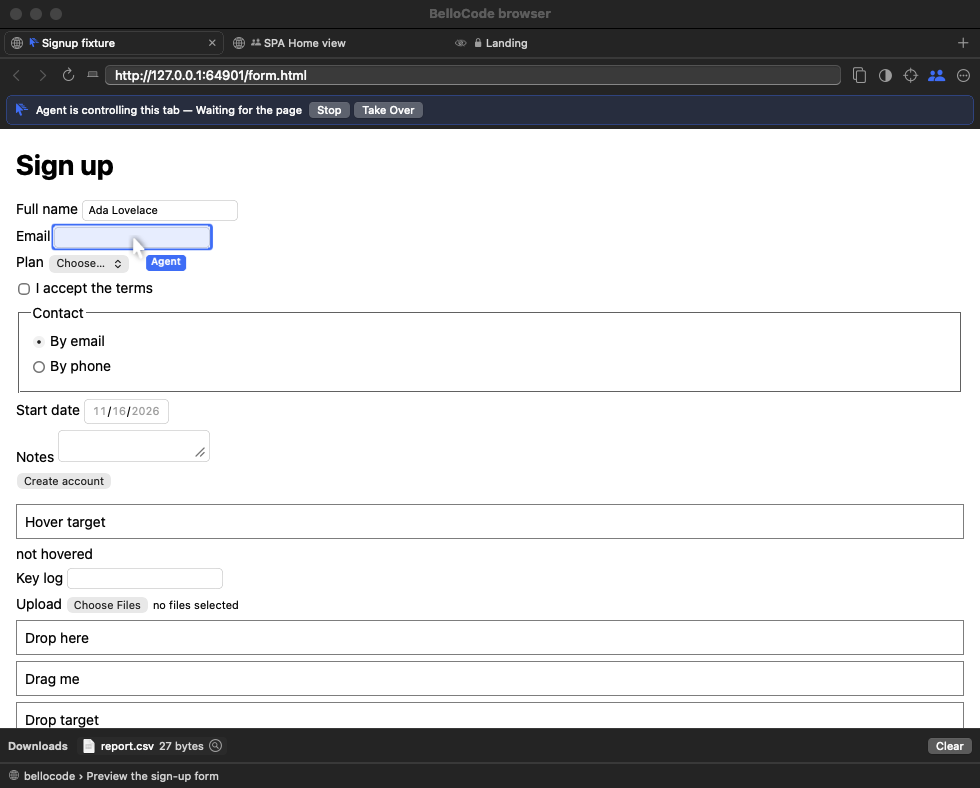 BelloCode browser
Signup fixture
SPA Home view
Landing
http://127.0.0.1:64901/form.html
Agent is controlling this tab — Waiting for the page Stop Take Over
Sign up
Full name Ada Lovelace
Email
Plan Choose... Agent
I accept the terms
Contact
By email
By phone
Start date 11/16/2026
Notes
Create account
Hover target
not hovered
Key log
Upload Choose Files no files selected
Drop here
Drag me
Drop target
Downloads report.csv 27 bytes Clear
bellocode › Preview the sign-up form